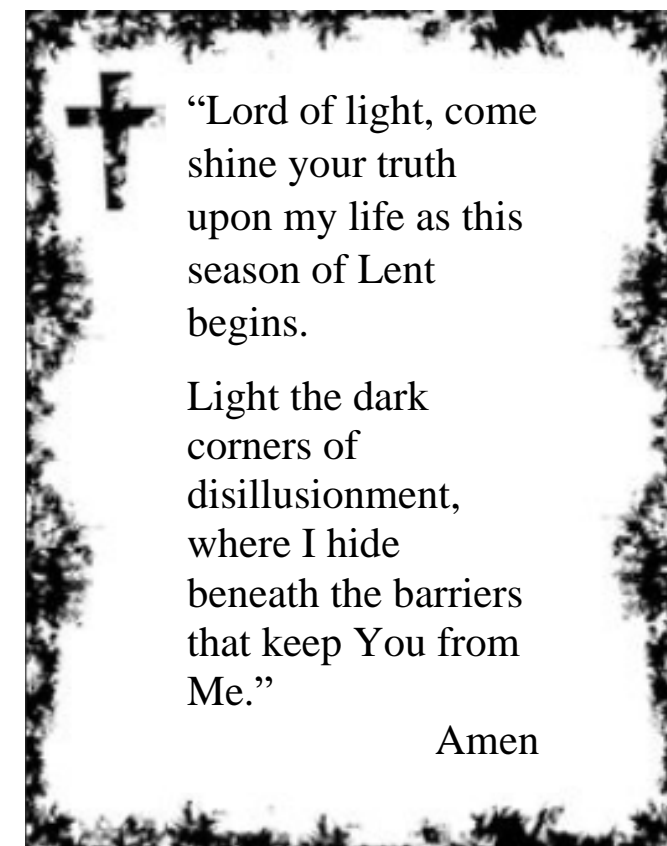 “Lord of light, come
shine your truth
upon my life as this
season of Lent
begins.
Light the dark
corners of
disillusionment,
where I hide
beneath the barriers
that keep You from
Me.”
Amen